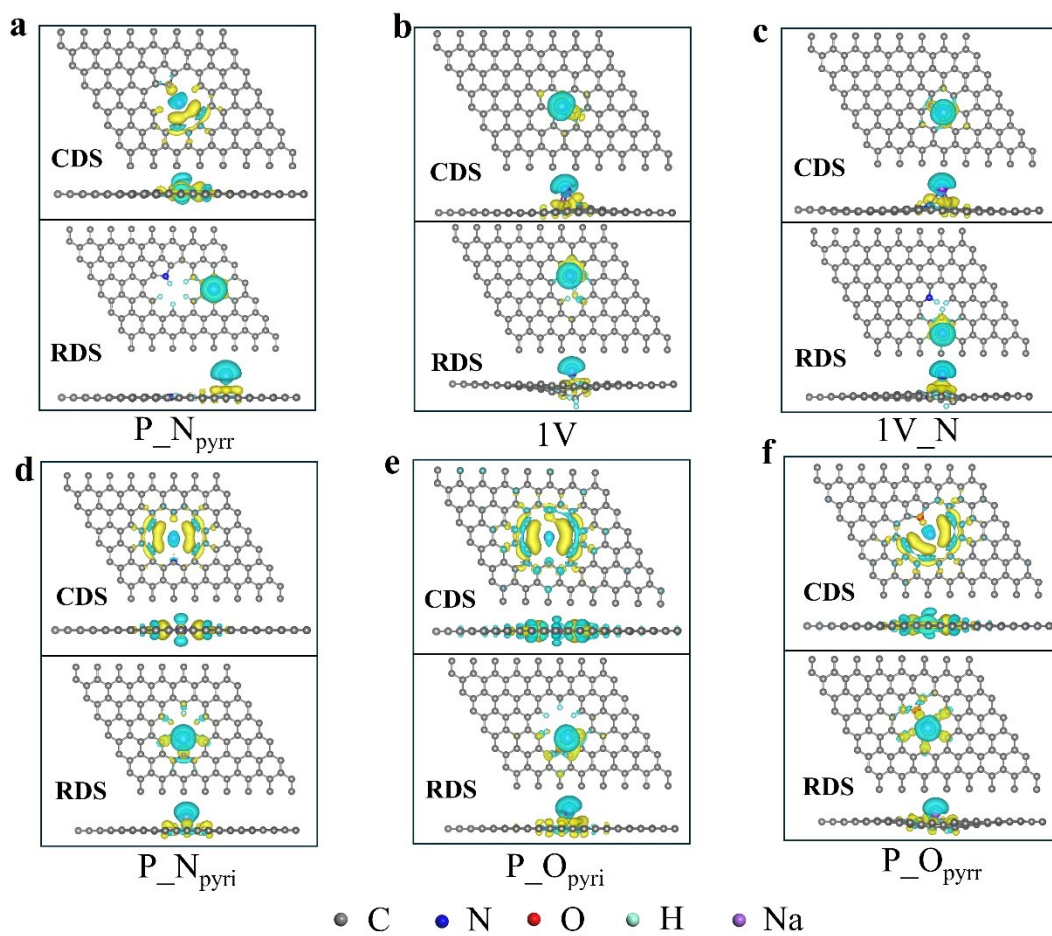 a
CDS
RDS
P_Npyrr
b
CDS
RDS
1V
c
CDS
RDS
1V_N
d
CDS
RDS
P_Npyri
e
CDS
RDS
P_Opyri
f
CDS
RDS
P_Opyrr
C N O H Na